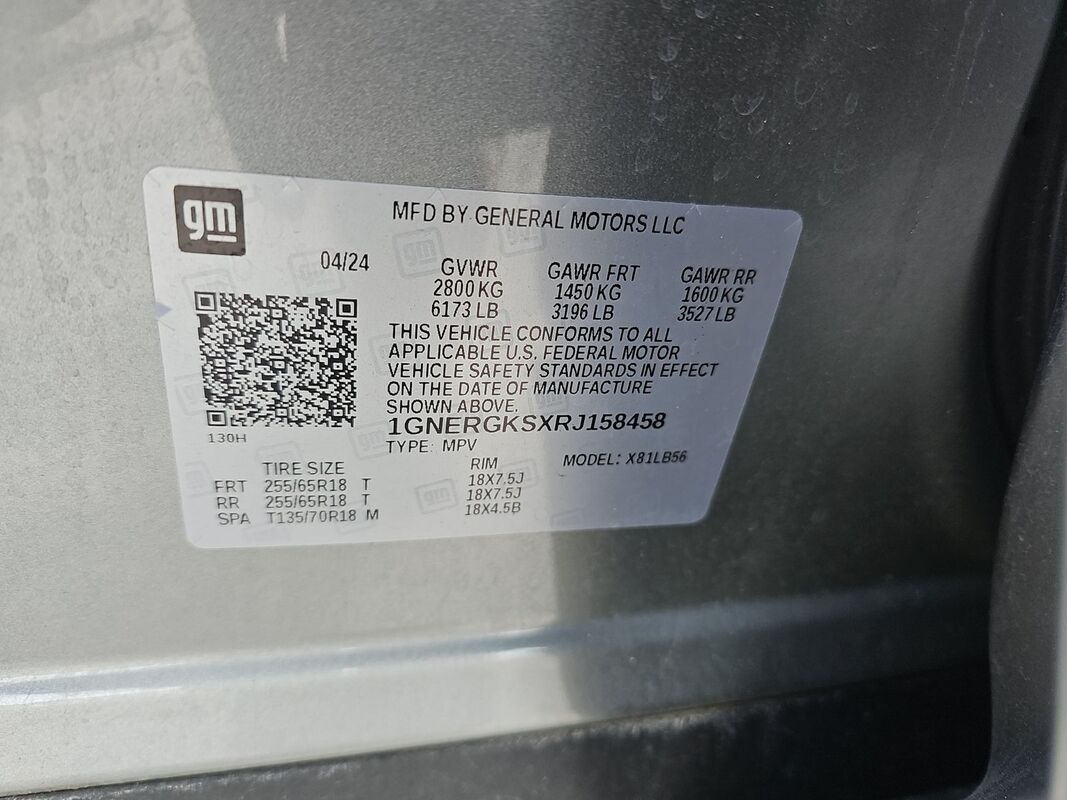 gm
MFD BY GENERAL MOTORS LLC
04/24
GVWR GAWR FRT GAWR RR
2800 KG 1450 KG 1600 KG
6173 LB 3196 LB 3527 LB
THIS VEHICLE CONFORMS TO ALL
APPLICABLE U.S. FEDERAL MOTOR
VEHICLE SAFETY STANDARDS IN EFFECT
ON THE DATE OF MANUFACTURE
SHOWN ABOVE.
1GNERGKSXRJ158458
130H
TYPE: MPV MODEL: X81LB56
TIRE SIZE RIM
FRT 255/65R18 T 18X7.5J
RR 255/65R18 T 18X7.5J
SPA T135/70R18 M 18X4.5B